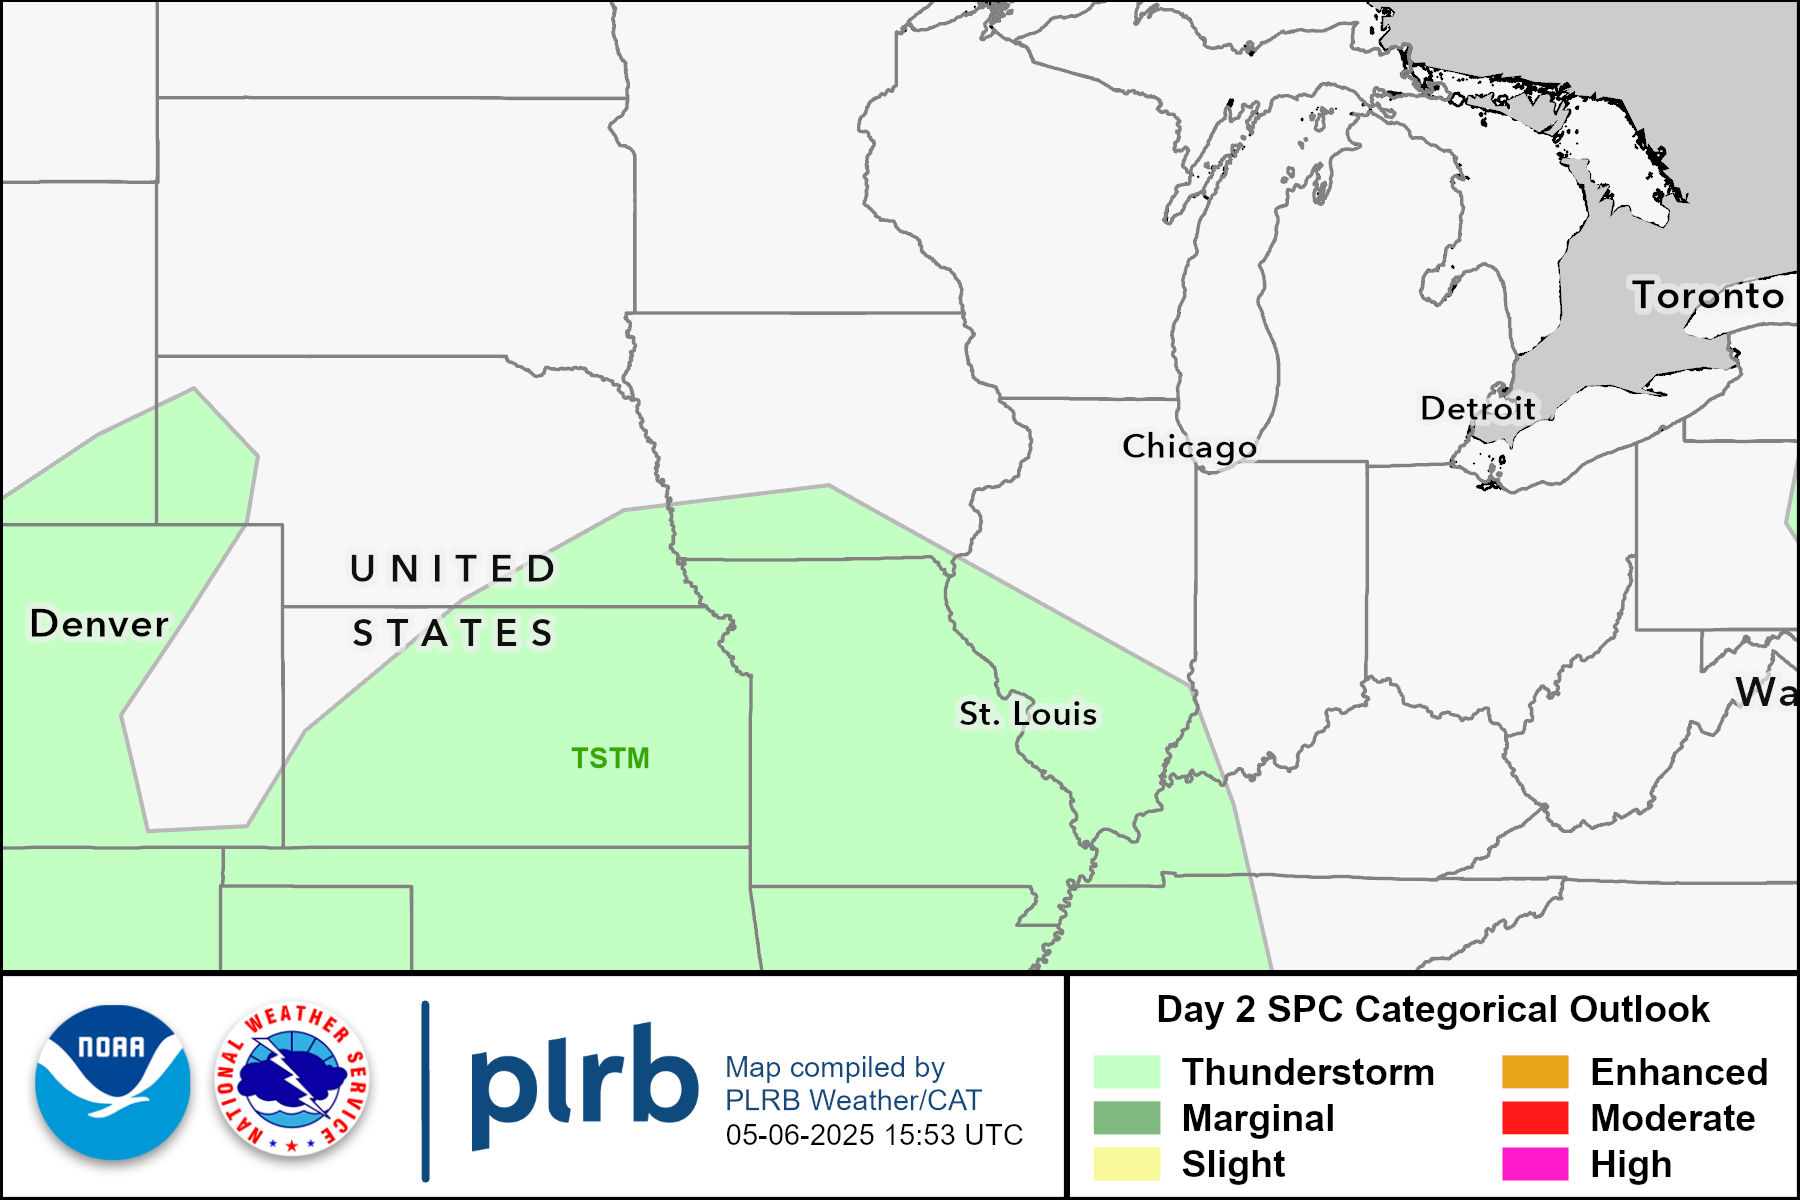 Toronto
Detroit
Chicago
UNITED
STATES
Denver
Wa
St. Louis
TSTM
NOAA
NATIONAL WEATHER SERVICE
plrb
Map compiled by
PLRB Weather/CAT
05-06-2025 15:53 UTC
Day 2 SPC Categorical Outlook
Thunderstorm
Marginal
Slight
Enhanced
Moderate
High